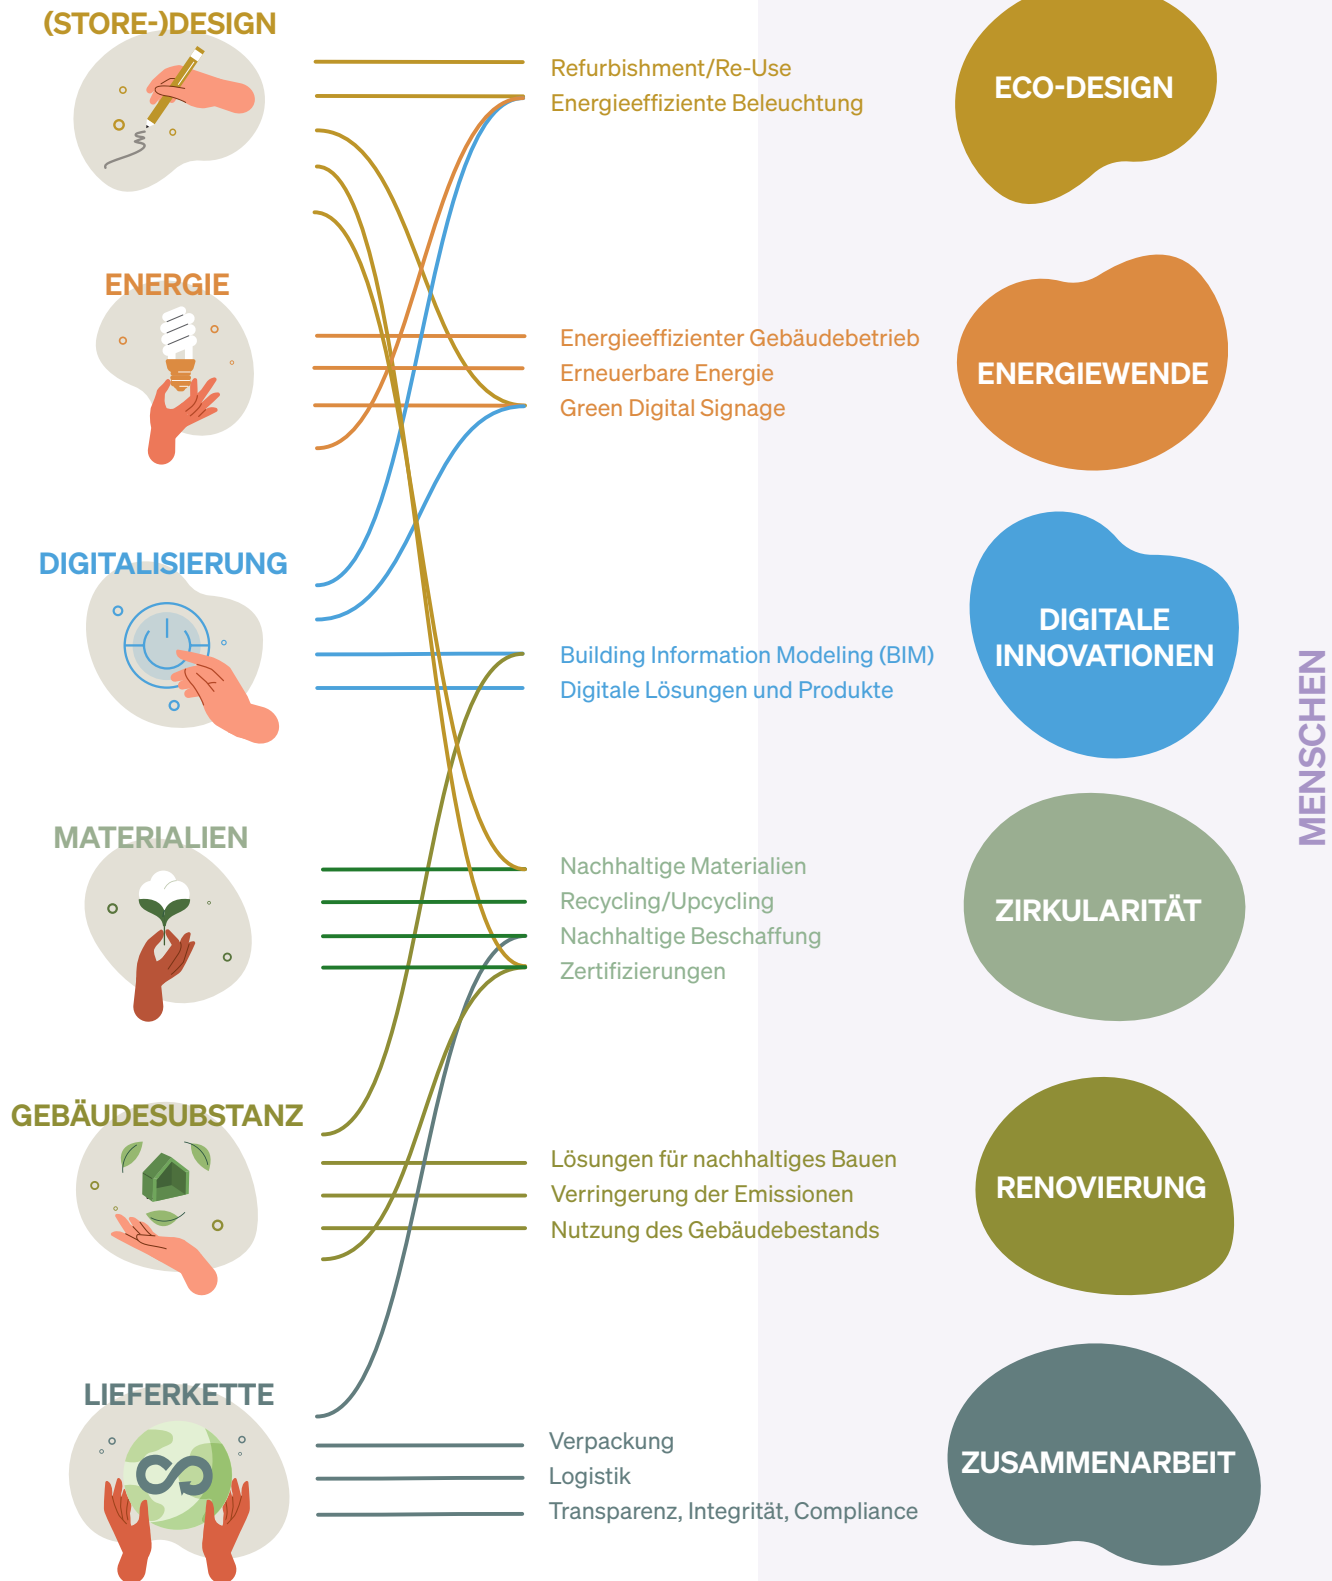 (STORE-)DESIGN
Refurbishment/Re-Use
Energieeffiziente Beleuchtung
ECO-DESIGN
ENERGIE
Energieeffizienter Gebäudebetrieb
Erneuerbare Energie
Green Digital Signage
ENERGIEWENDE
DIGITALISIERUNG
Building Information Modeling (BIM)
Digitale Lösungen und Produkte
DIGITALE
INNOVATIONEN
MENSCHEN
MATERIALIEN
Nachhaltige Materialien
Recycling/Upcycling
Nachhaltige Beschaffung
Zertifizierungen
ZIRKULARITÄT
GEBÄUDESUBSTANZ
Lösungen für nachhaltiges Bauen
Verringerung der Emissionen
Nutzung des Gebäudebestands
RENOVIERUNG
LIEFERKETTE
Verpackung
Logistik
Transparenz, Integrität, Compliance
ZUSAMMENARBEIT